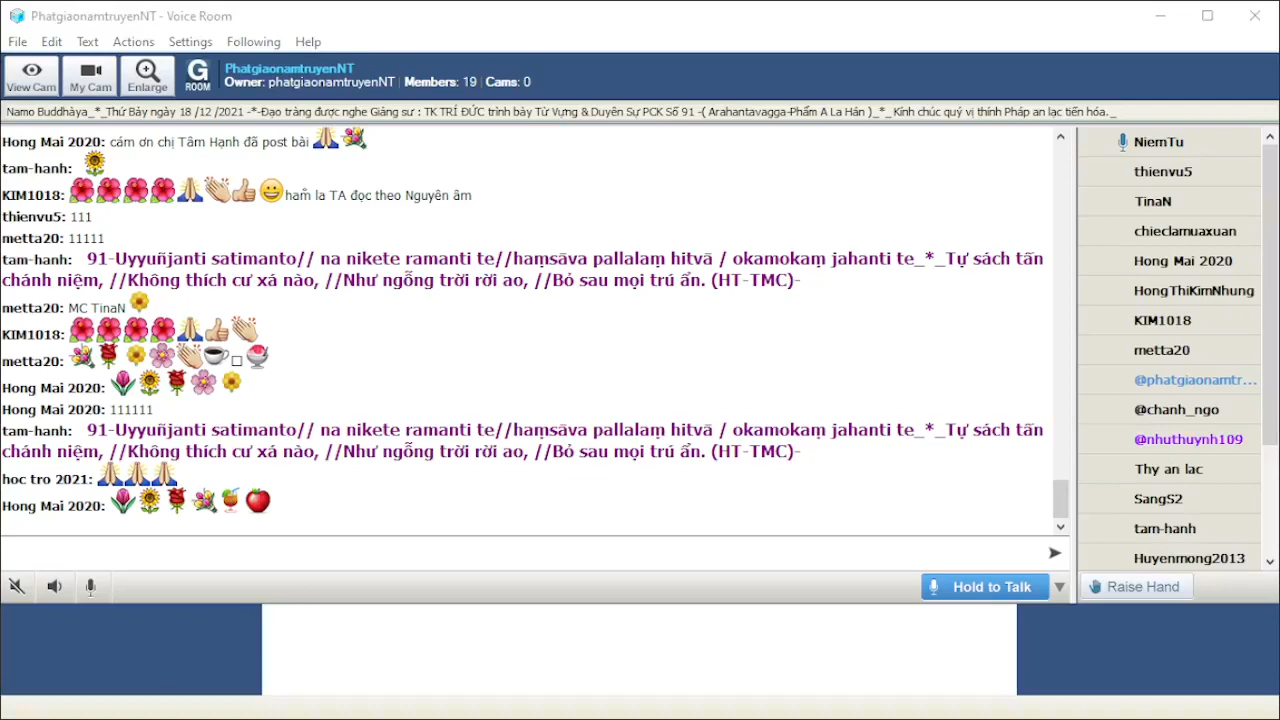 PhatgiaonamtruyenNT - Voice Room
File Edit Text Actions Settings Following Help
View Cam My Cam Enlarge G ROOM
PhatgiaonamtruyenNT
Owner: phatgiaonamtruyenNT | Members: 19 | Cams: 0
Namo Buddhàya_*_Thứ Bảy ngày 18 /12 /2021 -*-Đạo tràng được nghe Giảng sư : TK TRÍ ĐỨC trình bày Từ Vựng & Duyên Sự PCK Số 91 -( Arahantavagga-Phẩm A La Hán )_*_Kính chúc quý vị thính Pháp an lạc tiến hóa._
Hong Mai 2020: cám ơn chị Tâm Hạnh đã post bài
tam-hanh:
KIM1018: haṁ la TA đọc theo Nguyên âm
thienvu5: 111
metta20: 11111
tam-hanh: 91-Uyyuñjanti satimanto// na nikete ramanti te//haṃsāva pallalaṃ hitvā / okamokaṃ jahanti te_*_Tự sách tấn
chánh niệm, //Không thích cư xá nào, //Như ngỗng trời rời ao, //Bỏ sau mọi trú ẩn. (HT-TMC)-
metta20: MC TinaN
KIM1018:
metta20:
Hong Mai 2020:
Hong Mai 2020: 111111
tam-hanh: 91-Uyyuñjanti satimanto// na nikete ramanti te//haṃsāva pallalaṃ hitvā / okamokaṃ jahanti te_*_Tự sách tấn
chánh niệm, //Không thích cư xá nào, //Như ngỗng trời rời ao, //Bỏ sau mọi trú ẩn. (HT-TMC)-
hoc tro 2021:
Hong Mai 2020:
NiemTu
thienvu5
TinaN
chieclamuaxuan
Hong Mai 2020
HongThiKimNhung
KIM1018
metta20
@phatgiaonamtr...
@chanh_ngo
@nhuthuynh109
Thy an lac
SangS2
tam-hanh
Huyenmong2013
Hold to Talk
Raise Hand